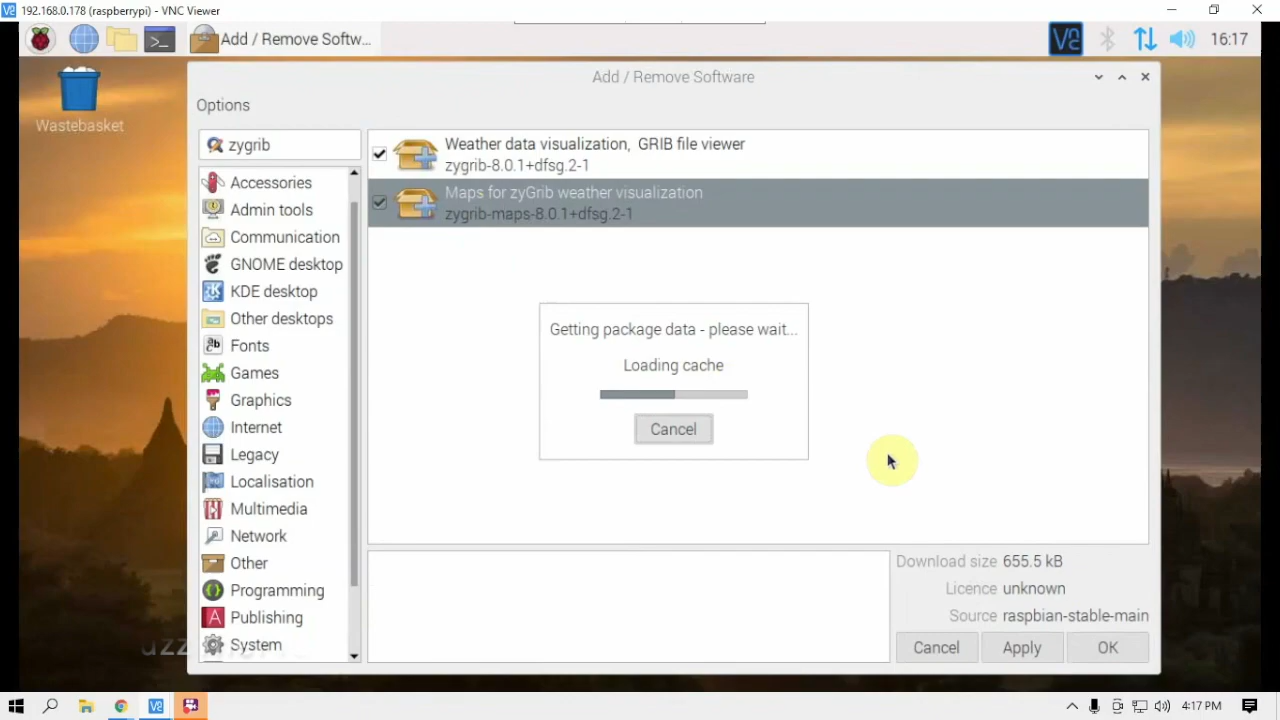 192.168.0.178 (raspberrypi) - VNC Viewer
Add / Remove Softw...
16:17
Wastebasket
Add / Remove Software
Options
zygrib
Accessories
Admin tools
Communication
GNOME desktop
KDE desktop
Other desktops
Fonts
Games
Graphics
Internet
Legacy
Localisation
Multimedia
Network
Other
Programming
Publishing
System
Weather data visualization, GRIB file viewer
zygrib-8.0.1+dfsg.2-1
Maps for zyGrib weather visualization
zygrib-maps-8.0.1+dfsg.2-1
Getting package data - please wait...
Loading cache
Cancel
Download size 655.5 kB
Licence unknown
Source raspbian-stable-main
Cancel
Apply
OK
4:17 PM